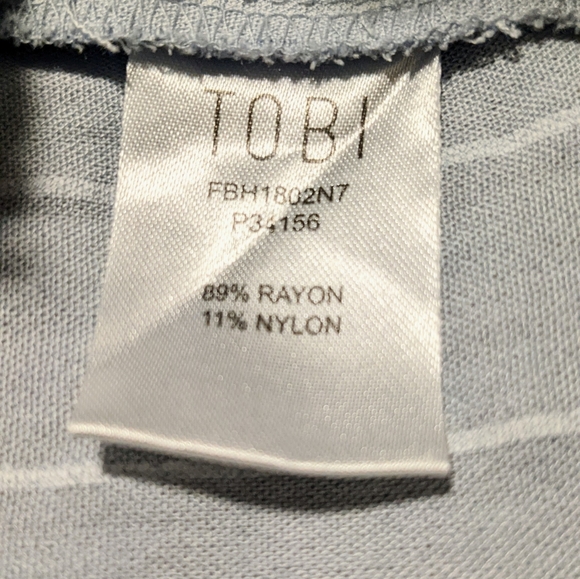 TOBI
FBH1802N7
P34156
89% RAYON
11% NYLON